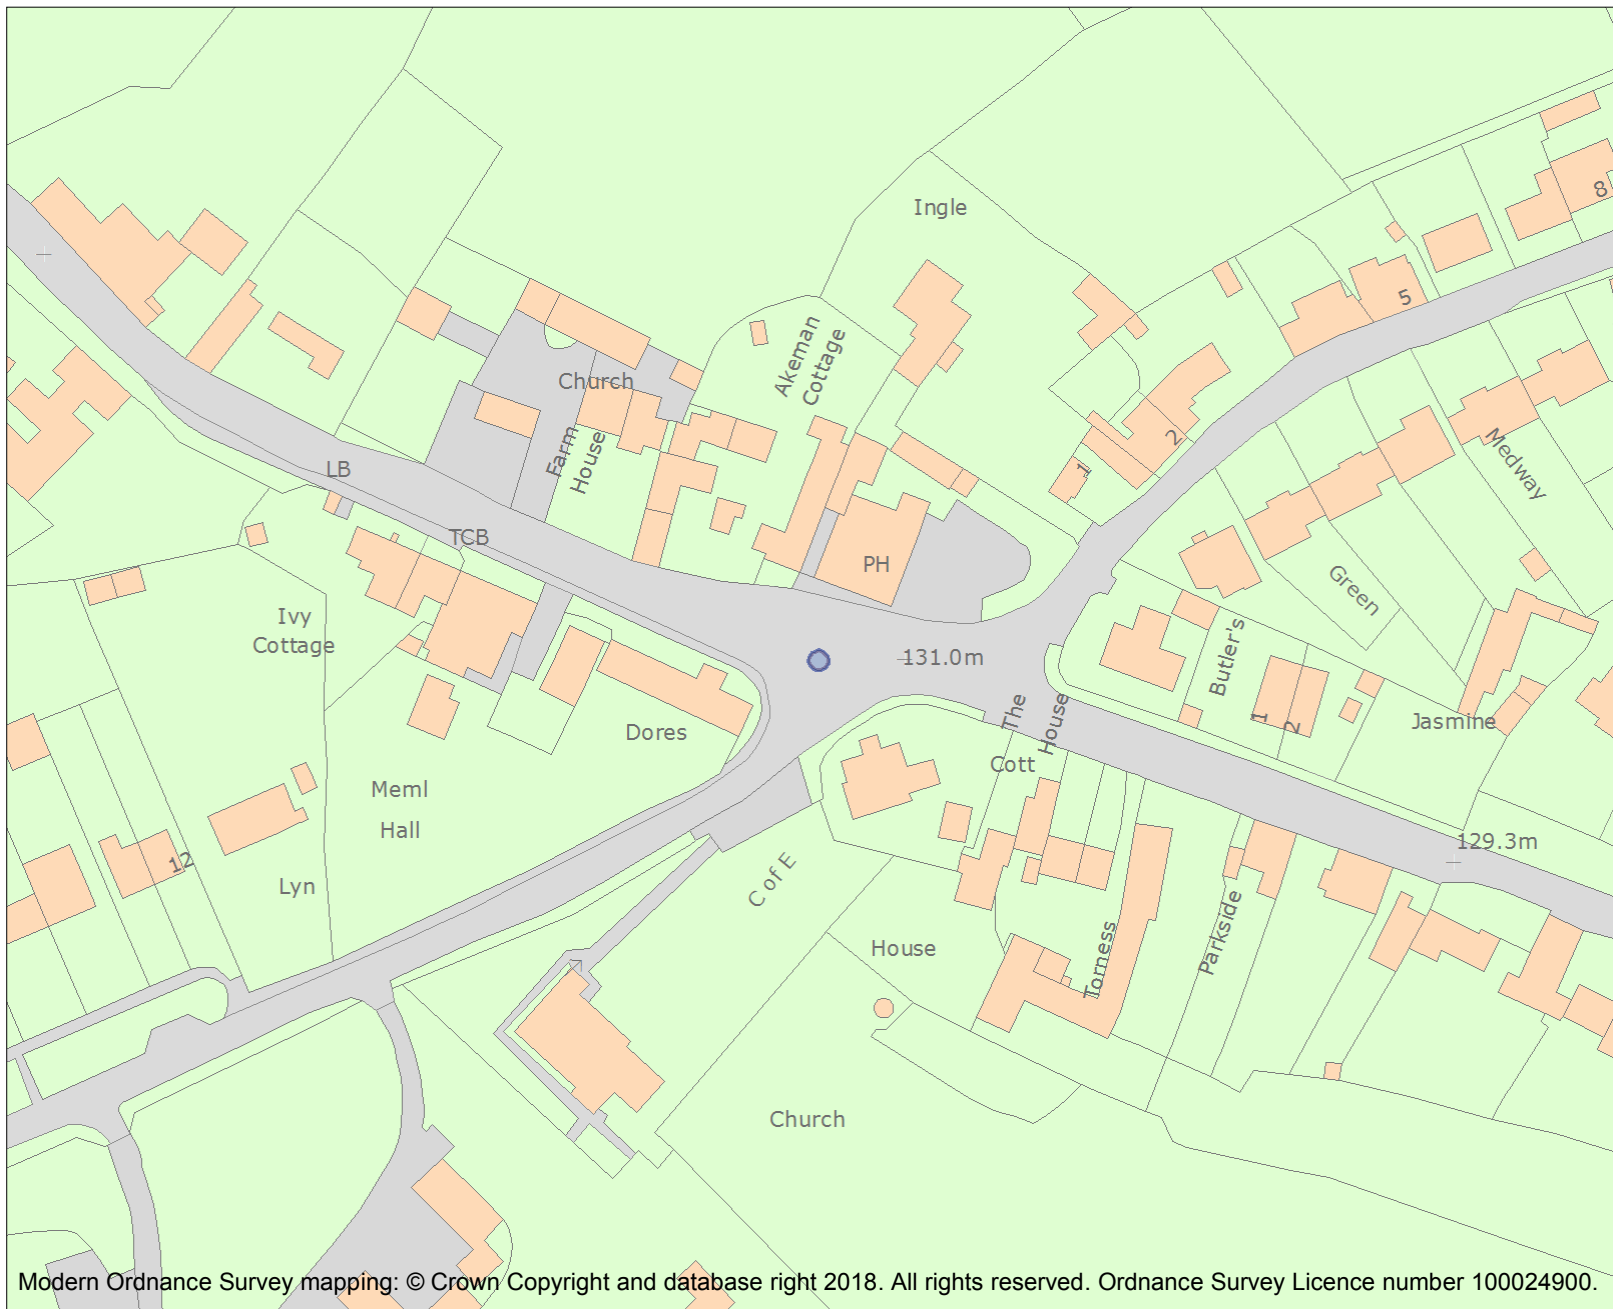 Ingle
8
5
Akeman
Cottage
Church
Farm
House
LB
TCB
2
1
Medway
PH
Green
Ivy
Cottage
131.0m
Butler's
1
2
Jasmine
The
House
Cott
Dores
Meml
Hall
129.3m
12
Lyn
C of E
House
Torness
Parkside
Church
Modern Ordnance Survey mapping: © Crown Copyright and database right 2018. All rights reserved. Ordnance Survey Licence number 100024900.